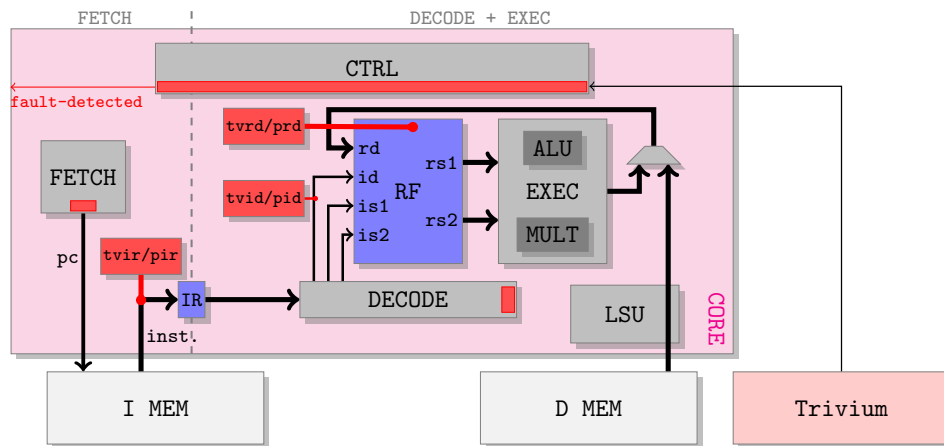 FETCH
DECODE + EXEC
CTRL
fault-detected
tvrd/prd
ALU
rd
rs1
FETCH
id
RF
EXEC
tvid/pid
is1
rs2
is2
MULT
pc
tvir/pir
IR
DECODE
LSU
CORE
inst.
I MEM
D MEM
Trivium